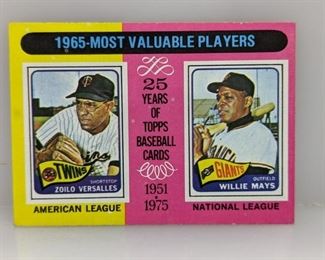 1965-MOST VALUABLE PLAYERS
25
YEARS
OF
TOPPS
BASEBALL
CARDS
1951
1975
TWINS
SHORTSTOP
ZOILO VERSALLES
AMERICAN LEAGUE
GIANTS
OUTFIELD
WILLIE MAYS
NATIONAL LEAGUE